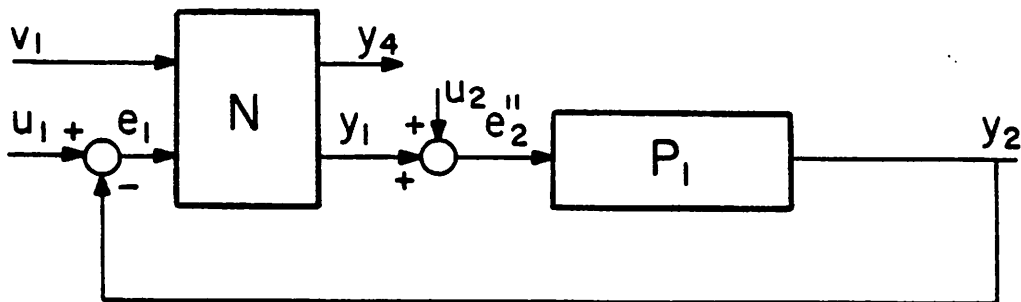 v₁
y₄
N
u₁
+
e₁
−
y₁
+
+
u₂
e₂"
P₁
y₂